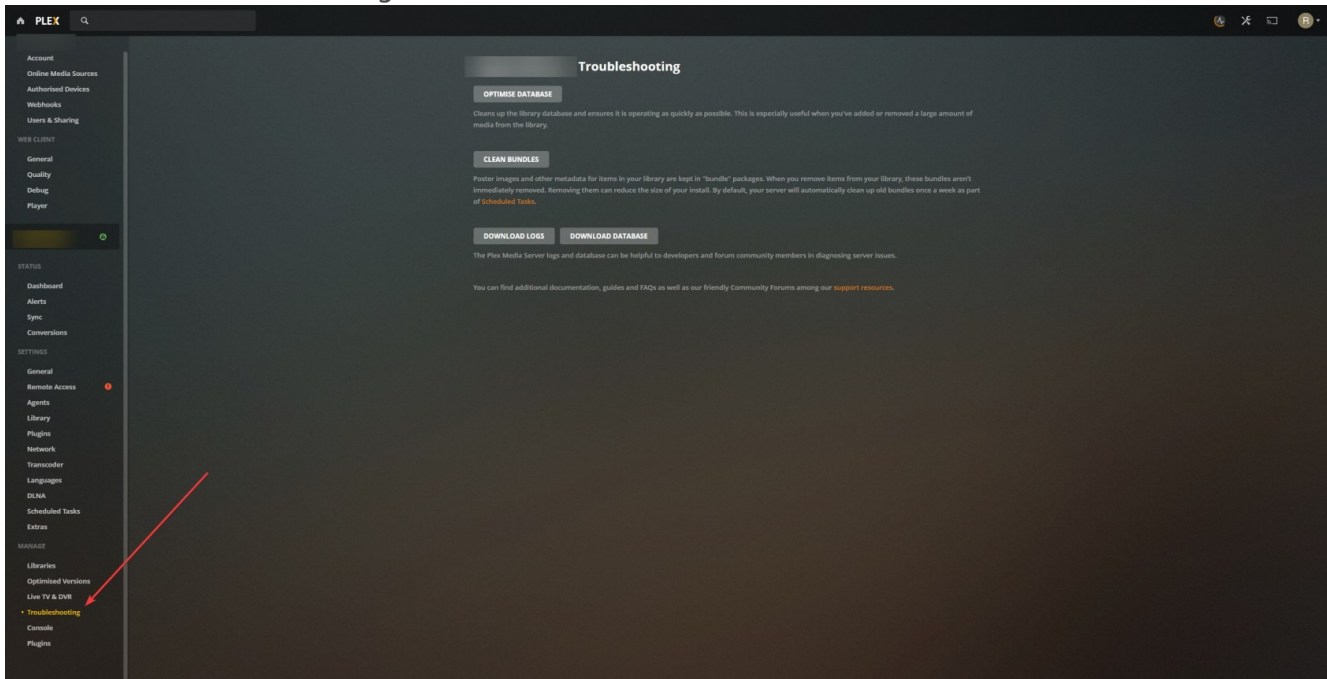 PLEX
R
Account
Online Media Sources
Authorised Devices
Webhooks
Users & Sharing
WEB CLIENT
General
Quality
Debug
Player
STATUS
Dashboard
Alerts
Sync
Conversions
SETTINGS
General
Remote Access
Agents
Library
Plugins
Network
Transcoder
Languages
DLNA
Scheduled Tasks
Extras
MANAGE
Libraries
Optimised Versions
Live TV & DVR
Troubleshooting
Console
Plugins
Troubleshooting
OPTIMISE DATABASE
Cleans up the library database and ensures it is operating as quickly as possible. This is especially useful when you've added or removed a large amount of
media from the library.
CLEAN BUNDLES
Poster images and other metadata for items in your library are kept in "bundle" packages. When you remove items from your library, these bundles aren't
immediately removed. Removing them can reduce the size of your install. By default, your server will automatically clean up old bundles once a week as part
of Scheduled Tasks.
DOWNLOAD LOGS DOWNLOAD DATABASE
The Plex Media Server logs and database can be helpful to developers and forum community members in diagnosing server issues.
You can find additional documentation, guides and FAQs as well as our friendly Community Forums among our support resources.